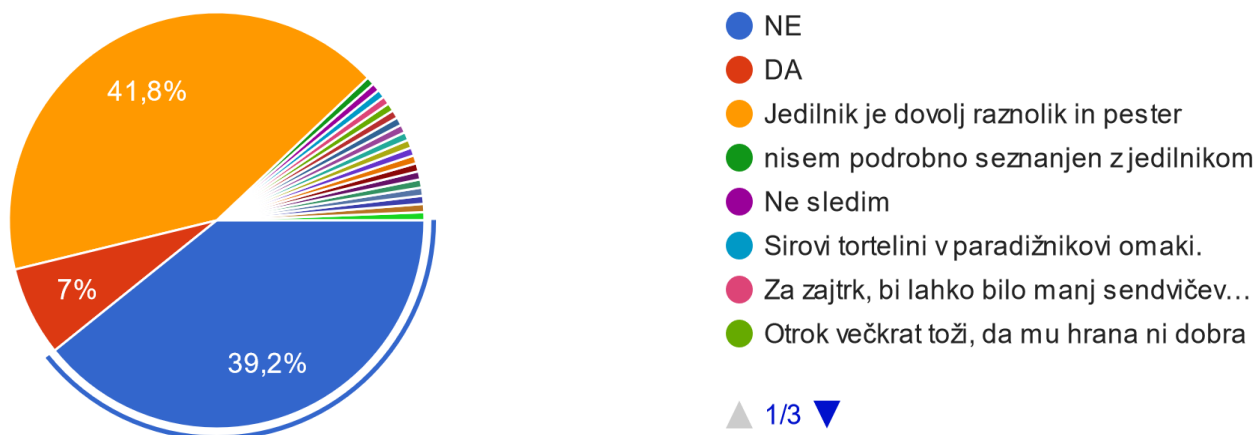 41,8%
7%
39,2%
NE
DA
Jedilnik je dovolj raznolik in pester
nisem podrobno seznanjen z jedilnikom
Ne sledim
Sirovi tortelini v paradižnikovi omaki.
Za zajtrk, bi lahko bilo manj sendvičev…
Otrok večkrat toži, da mu hrana ni dobra
1/3